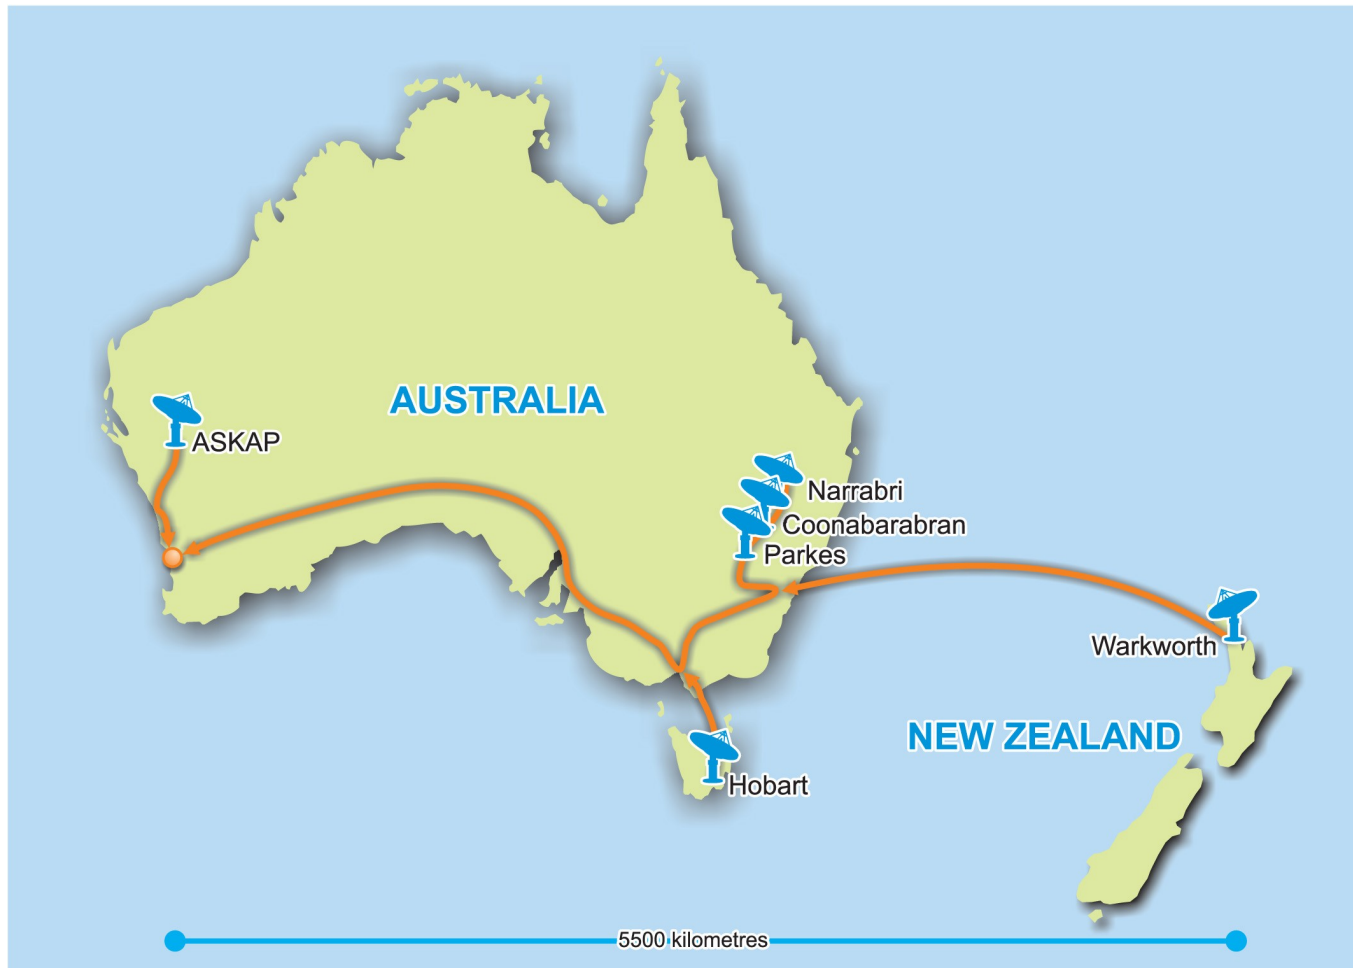 AUSTRALIA
ASKAP
Narrabri
Coonabarabran
Parkes
Warkworth
NEW ZEALAND
Hobart
5500 kilometres